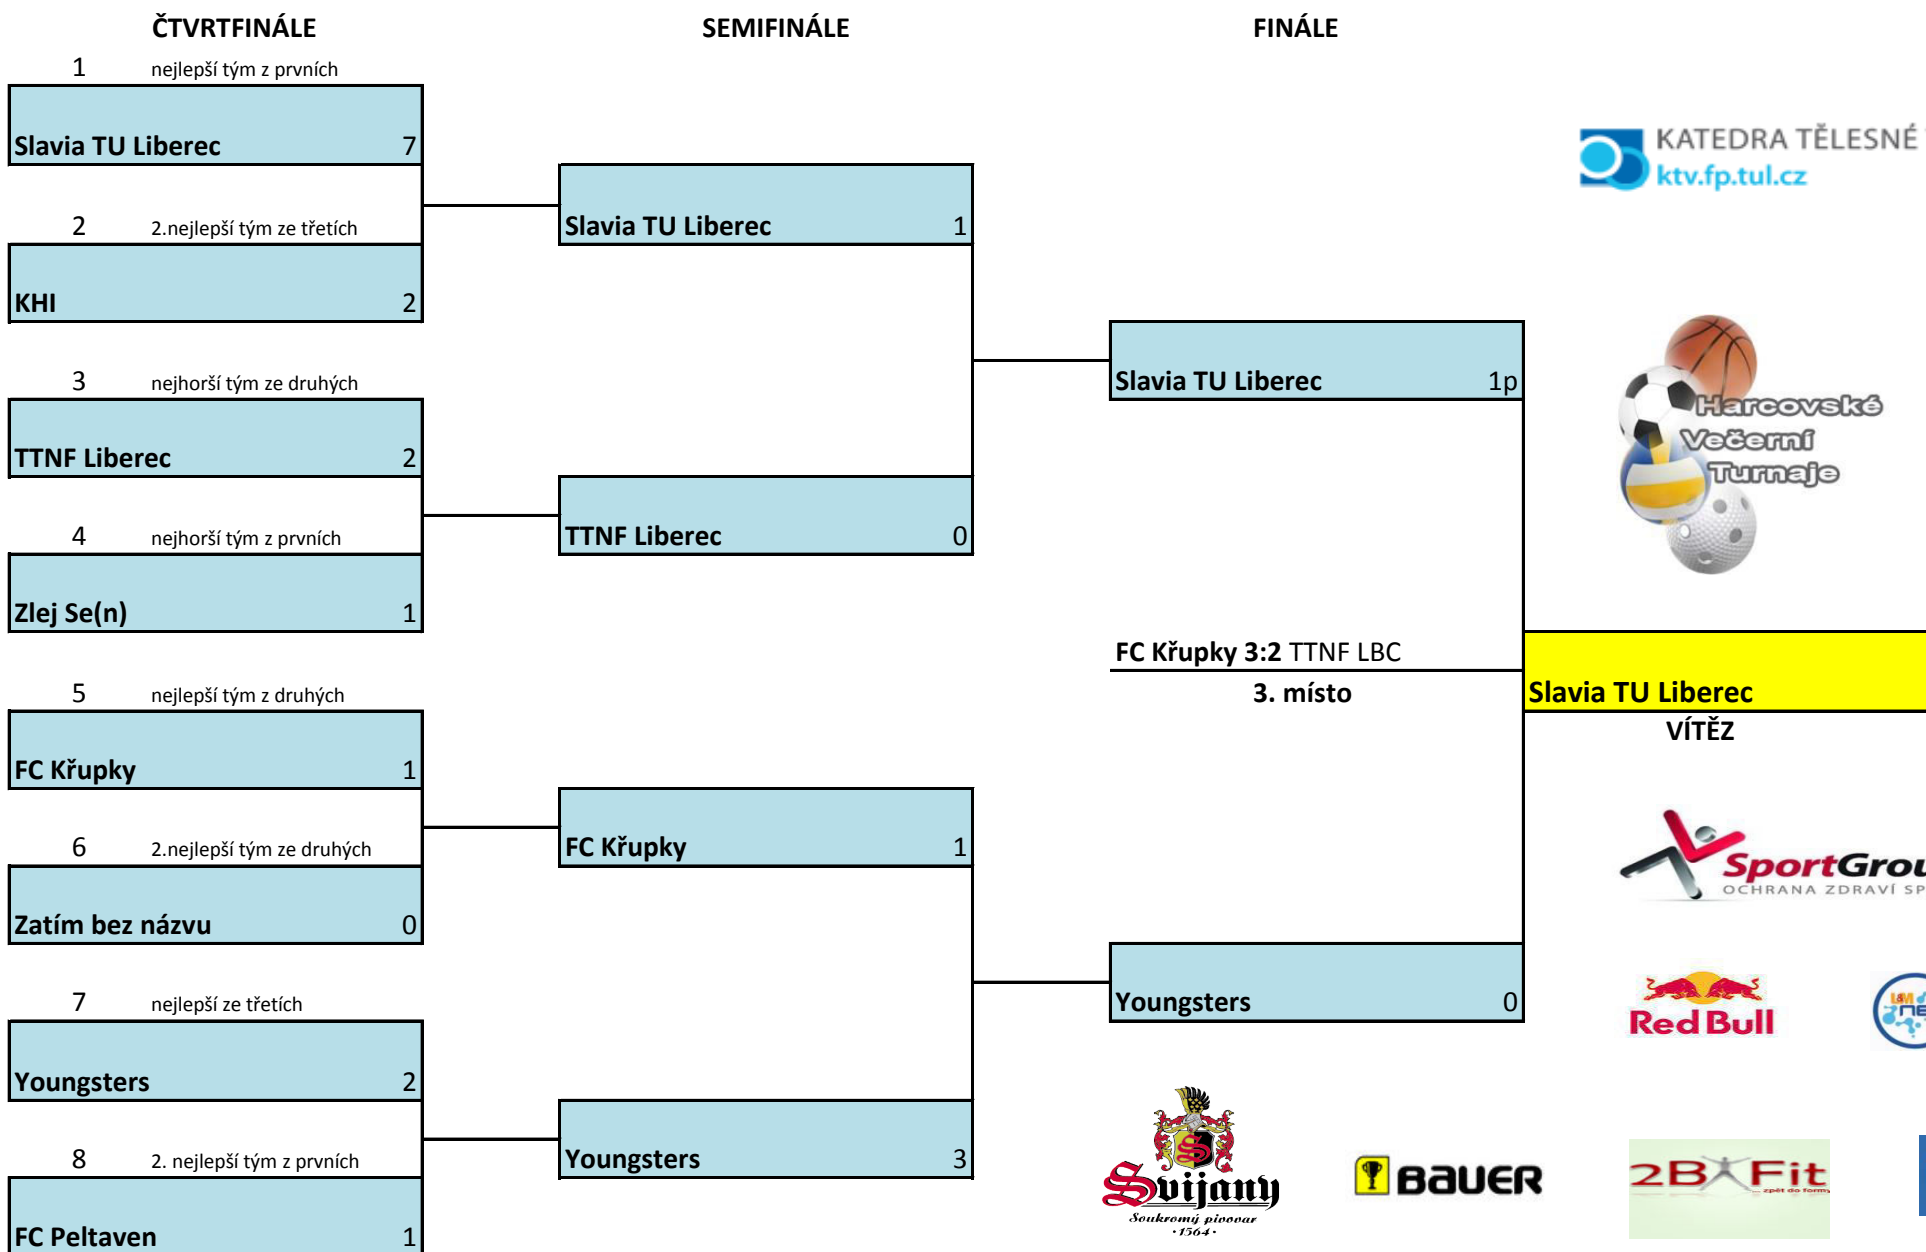 ČTVRTFINÁLE SEMIFINÁLE FINÁLE
1 nejlepší tým z prvních
Slavia TU Liberec 7
2 2.nejlepší tým ze třetích
KHI 2
3 nejhorší tým ze druhých
TTNF Liberec 2
4 nejhorší tým z prvních
Zlej Se(n) 1
5 nejlepší tým z druhých
FC Křupky 1
6 2.nejlepší tým ze druhých
Zatím bez názvu 0
7 nejlepší ze třetích
Youngsters 2
8 2. nejlepší tým z prvních
FC Peltaven 1
Slavia TU Liberec 1
TTNF Liberec 0
FC Křupky 1
Youngsters 3
Slavia TU Liberec 1p
FC Křupky 3:2 TTNF LBC
3. místo
Youngsters 0
Slavia TU Liberec
VÍTĚZ
KATEDRA TĚLESNÉ
ktv.fp.tul.cz
Harcovské
Večerní
Turnaje
SportGrou
OCHRANA ZDRAVÍ SP
Red Bull
L&M
Svijany
Soukromý pivovar
·1564·
BAUER
2B Fit
... zpět do formy